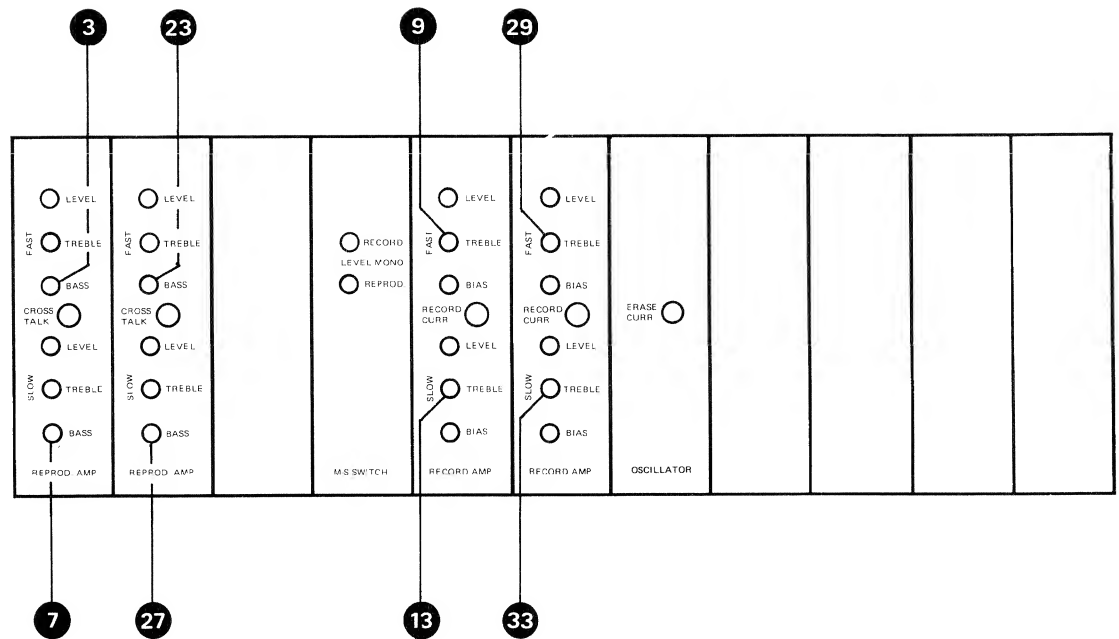 3 23 9 29
LEVEL
FAST
TREBLE
BASS
CROSS
TALK
LEVEL
SLOW
TREBLE
BASS
REPROD. AMP
LEVEL
FAST
TREBLE
BASS
CROSS
TALK
LEVEL
SLOW
TREBLE
BASS
REPROD. AMP
RECORD
LEVEL MONO
REPROD.
M-S SWITCH
LEVEL
FAST
TREBLE
BIAS
RECORD
CURR
LEVEL
SLOW
TREBLE
BIAS
RECORD AMP
LEVEL
FAST
TREBLE
BIAS
RECORD
CURR
LEVEL
SLOW
TREBLE
BIAS
RECORD AMP
ERASE
CURR
OSCILLATOR
7 27 13 33